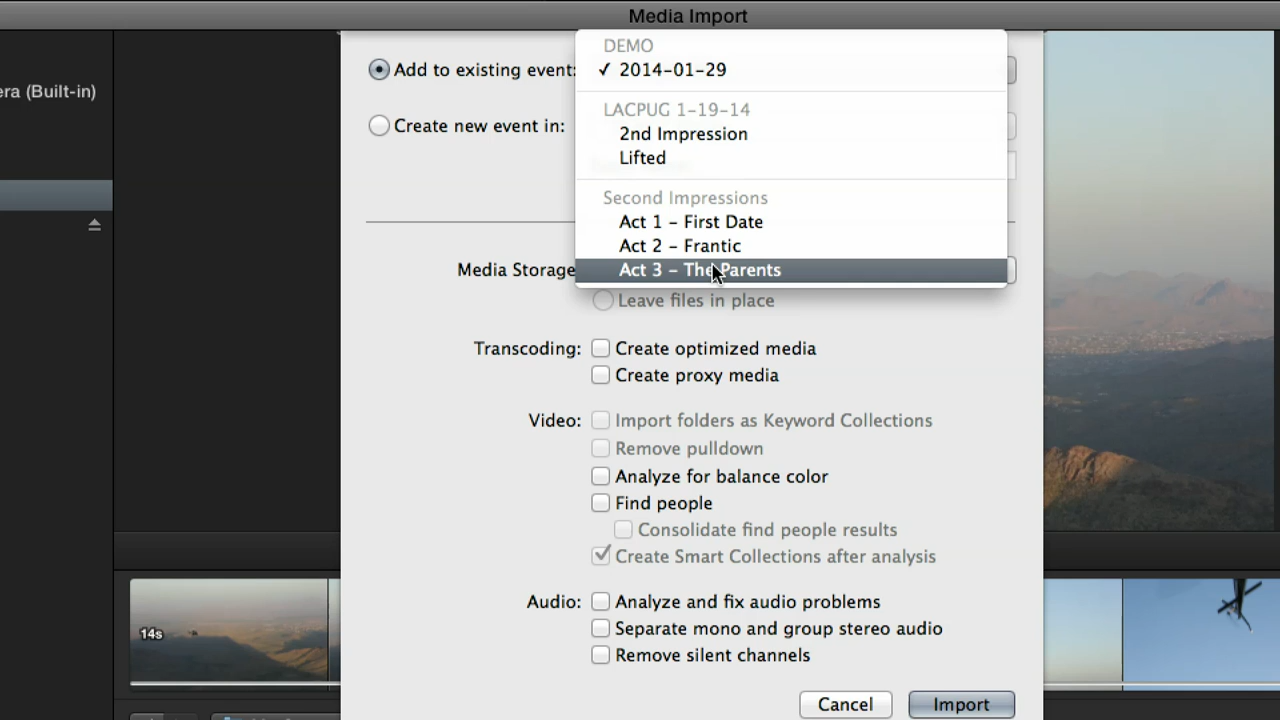 Media Import
era (Built-in)
Add to existing event:
DEMO
✓ 2014-01-29
LACPUG 1-19-14
2nd Impression
Lifted
Second Impressions
Act 1 - First Date
Act 2 - Frantic
Act 3 - The Parents
Create new event in:
Media Storage
Leave files in place
Transcoding:
Create optimized media
Create proxy media
Video:
Import folders as Keyword Collections
Remove pulldown
Analyze for balance color
Find people
Consolidate find people results
Create Smart Collections after analysis
Audio:
Analyze and fix audio problems
Separate mono and group stereo audio
Remove silent channels
14s
Cancel
Import